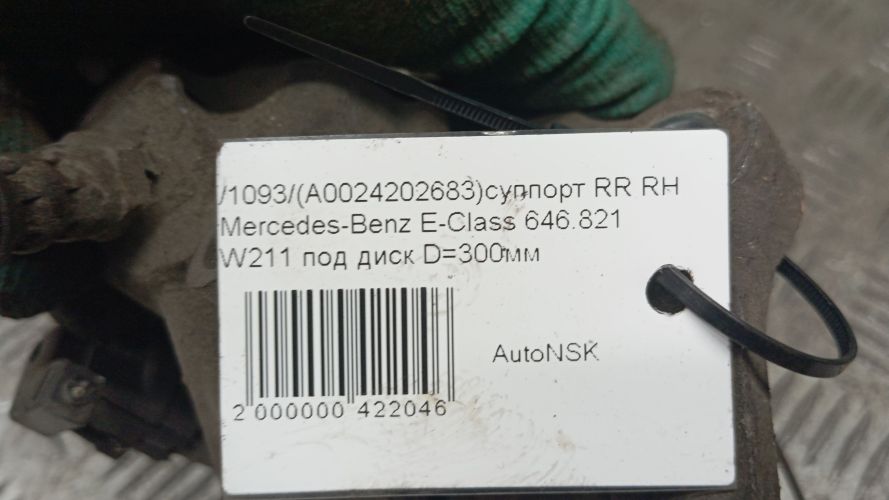 /1093/(A0024202683)суппорт RR RH
Mercedes-Benz E-Class 646.821
W211 под диск D=300мм
AutoNSK
2 000000 422046